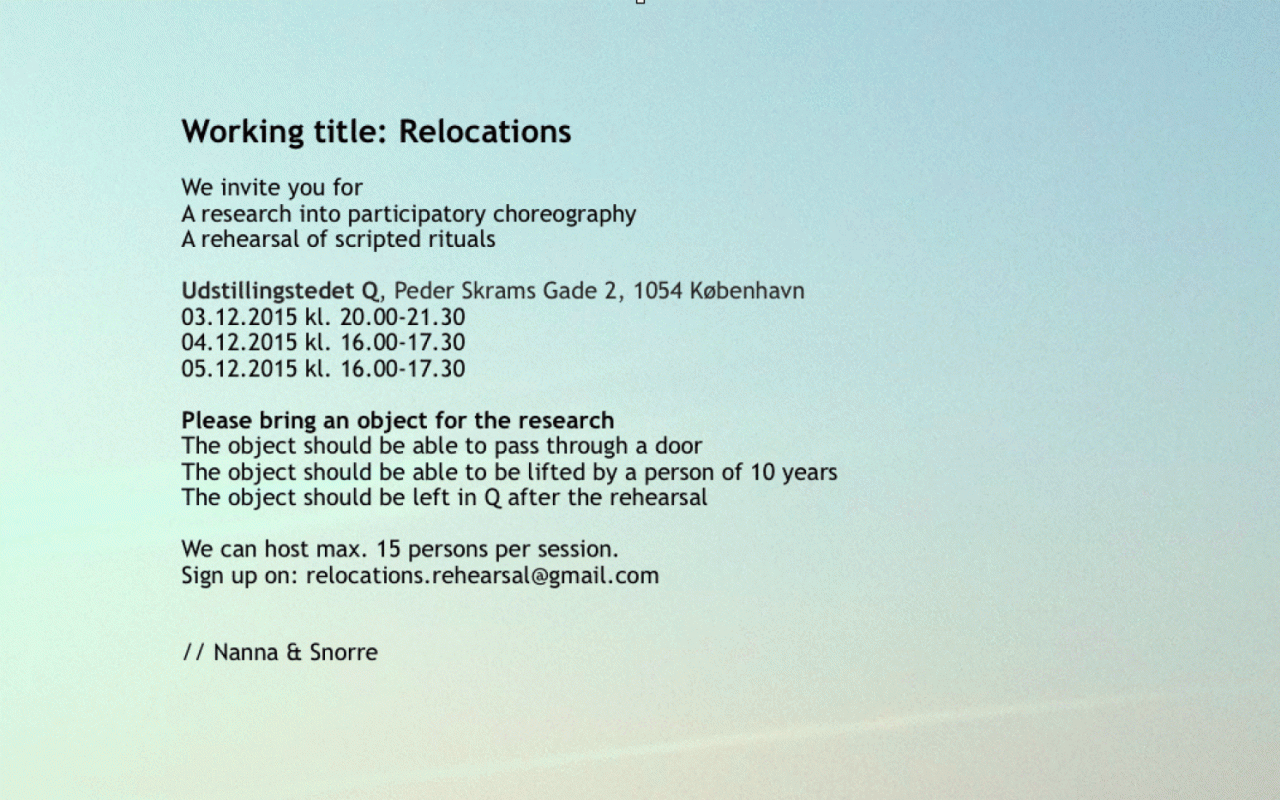 Working title: Relocations
We invite you for
A research into participatory choreography
A rehearsal of scripted rituals
Udstillingstedet Q, Peder Skrams Gade 2, 1054 København
03.12.2015 kl. 20.00-21.30
04.12.2015 kl. 16.00-17.30
05.12.2015 kl. 16.00-17.30
Please bring an object for the research
The object should be able to pass through a door
The object should be able to be lifted by a person of 10 years
The object should be left in Q after the rehearsal
We can host max. 15 persons per session.
Sign up on: relocations.rehearsal@gmail.com
// Nanna & Snorre